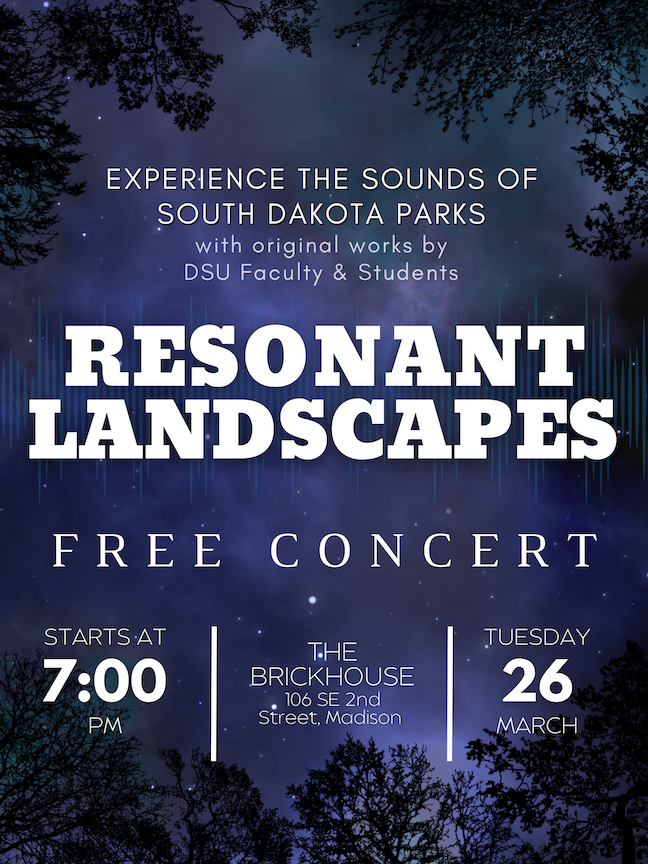 EXPERIENCE THE SOUNDS OF
SOUTH DAKOTA PARKS
with original works by
DSU Faculty & Students
RESONANT
LANDSCAPES
FREE CONCERT
STARTS AT
7:00
PM
THE
BRICKHOUSE
106 SE 2nd
Street, Madison
TUESDAY
26
MARCH